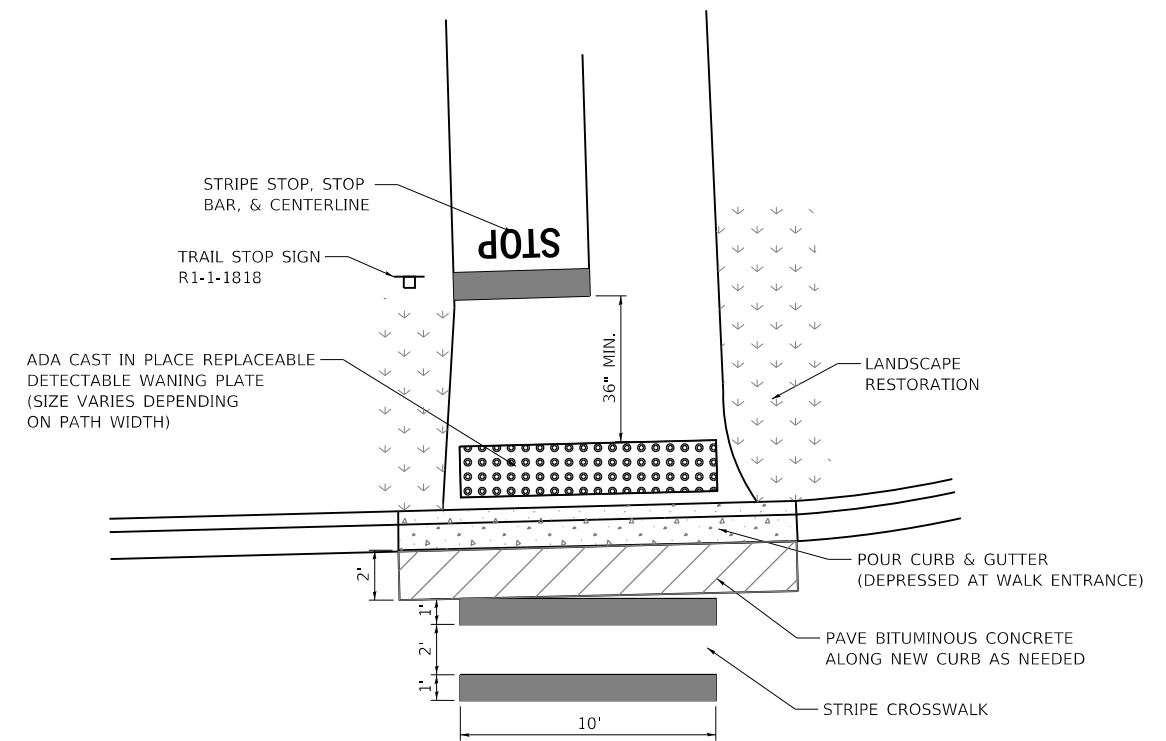 STRIPE STOP, STOP
BAR, & CENTERLINE
STOP
TRAIL STOP SIGN
R1-1-1818
36" MIN.
ADA CAST IN PLACE REPLACEABLE
DETECTABLE WANING PLATE
(SIZE VARIES DEPENDING
ON PATH WIDTH)
LANDSCAPE
RESTORATION
POUR CURB & GUTTER
(DEPRESSED AT WALK ENTRANCE)
2'
1'
2'
1'
PAVE BITUMINOUS CONCRETE
ALONG NEW CURB AS NEEDED
STRIPE CROSSWALK
10'